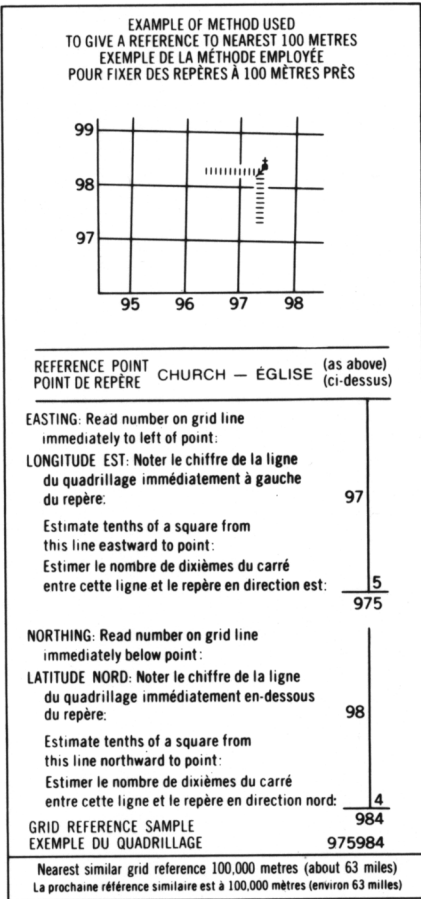 EXAMPLE OF METHOD USED
TO GIVE A REFERENCE TO NEAREST 100 METRES
EXEMPLE DE LA MÉTHODE EMPLOYÉE
POUR FIXER DES REPÈRES À 100 MÈTRES PRÈS
99
98
97
95 96 97 98
REFERENCE POINT CHURCH — ÉGLISE (as above)
POINT DE REPÈRE (ci-dessus)
EASTING: Read number on grid line
immediately to left of point:
LONGITUDE EST: Noter le chiffre de la ligne
du quadrillage immédiatement à gauche
du repère: 97
Estimate tenths of a square from
this line eastward to point:
Estimer le nombre de dixièmes du carré
entre cette ligne et le repère en direction est: 5
975
NORTHING: Read number on grid line
immediately below point:
LATITUDE NORD: Noter le chiffre de la ligne
du quadrillage immédiatement en-dessous
du repère: 98
Estimate tenths of a square from
this line northward to point:
Estimer le nombre de dixièmes du carré
entre cette ligne et le repère en direction nord: 4
984
GRID REFERENCE SAMPLE
EXEMPLE DU QUADRILLAGE 975984
Nearest similar grid reference 100,000 metres (about 63 miles)
La prochaine référence similaire est à 100,000 mètres (environ 63 milles)